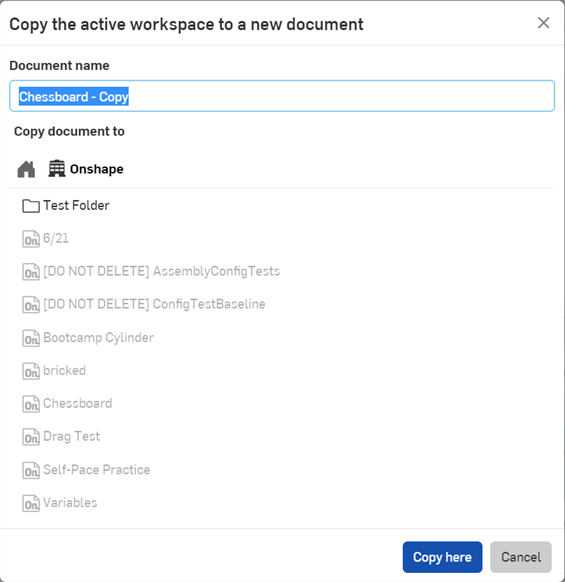 Copy the active workspace to a new document
Document name
Chessboard - Copy
Copy document to
Onshape
Test Folder
6/21
[DO NOT DELETE] AssemblyConfigTests
[DO NOT DELETE] ConfigTestBaseline
Bootcamp Cylinder
bricked
Chessboard
Drag Test
Self-Pace Practice
Variables
Copy here Cancel